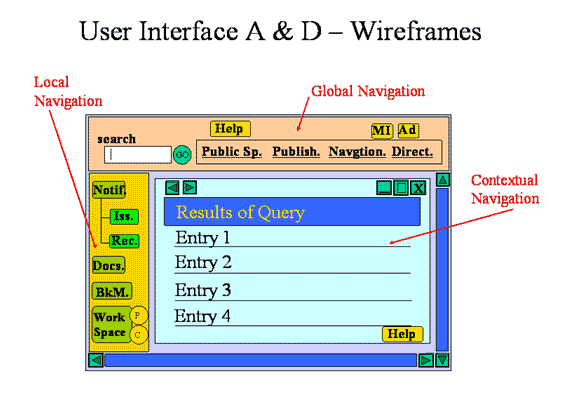 User Interface A & D – Wireframes
Local
Navigation
Global Navigation
Contextual
Navigation
search
GO
Help
MI
Ad
Public Sp.
Publish.
Navgtion.
Direct.
Notif.
Iss.
Rec.
Docs.
BkM.
Work
Space
P
C
X
Results of Query
Entry 1
Entry 2
Entry 3
Entry 4
Help